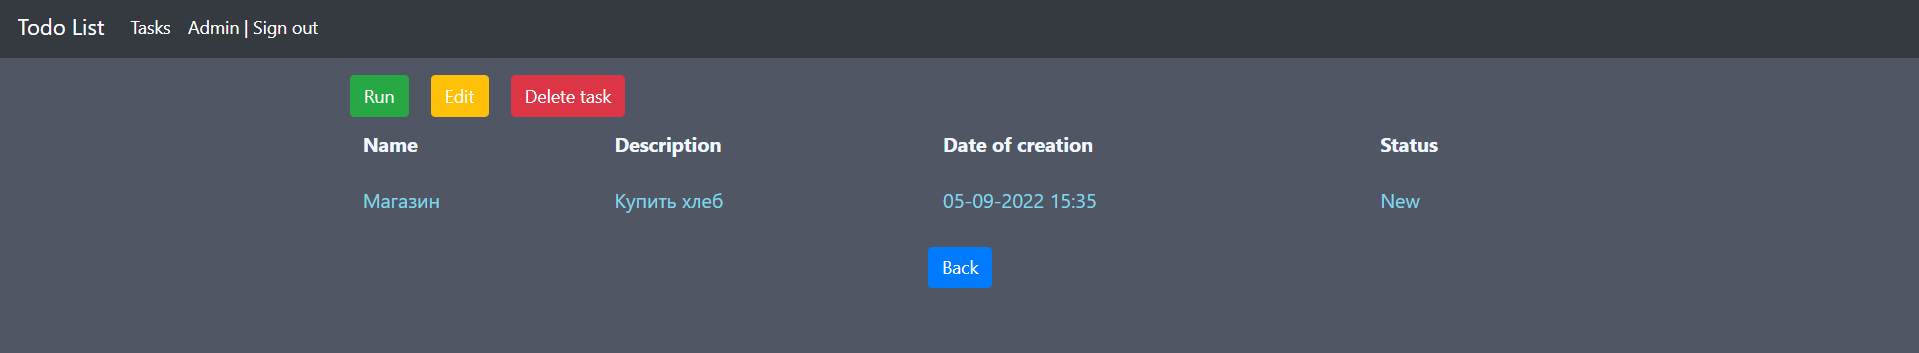 Todo List Tasks Admin | Sign out
Run Edit Delete task
Name Description Date of creation Status
Магазин Купить хлеб 05-09-2022 15:35 New
Back